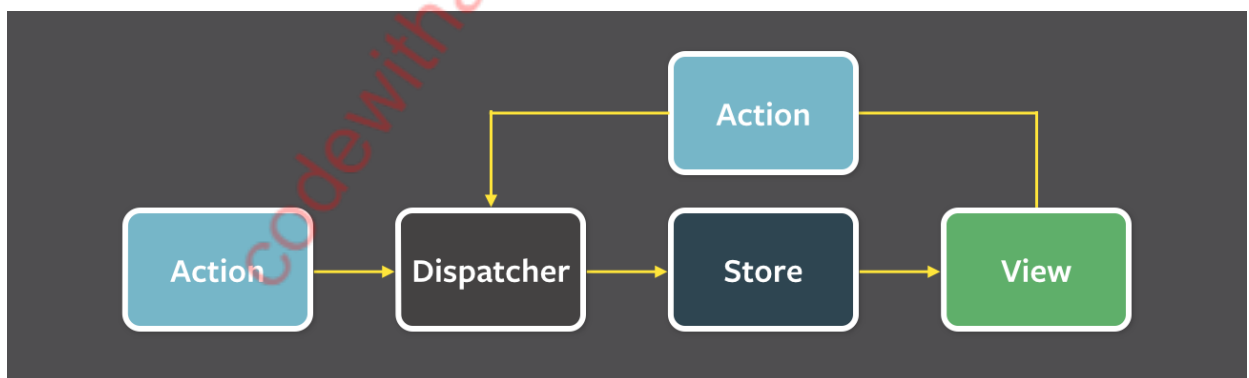 Action
Action
Dispatcher
Store
View
codewith